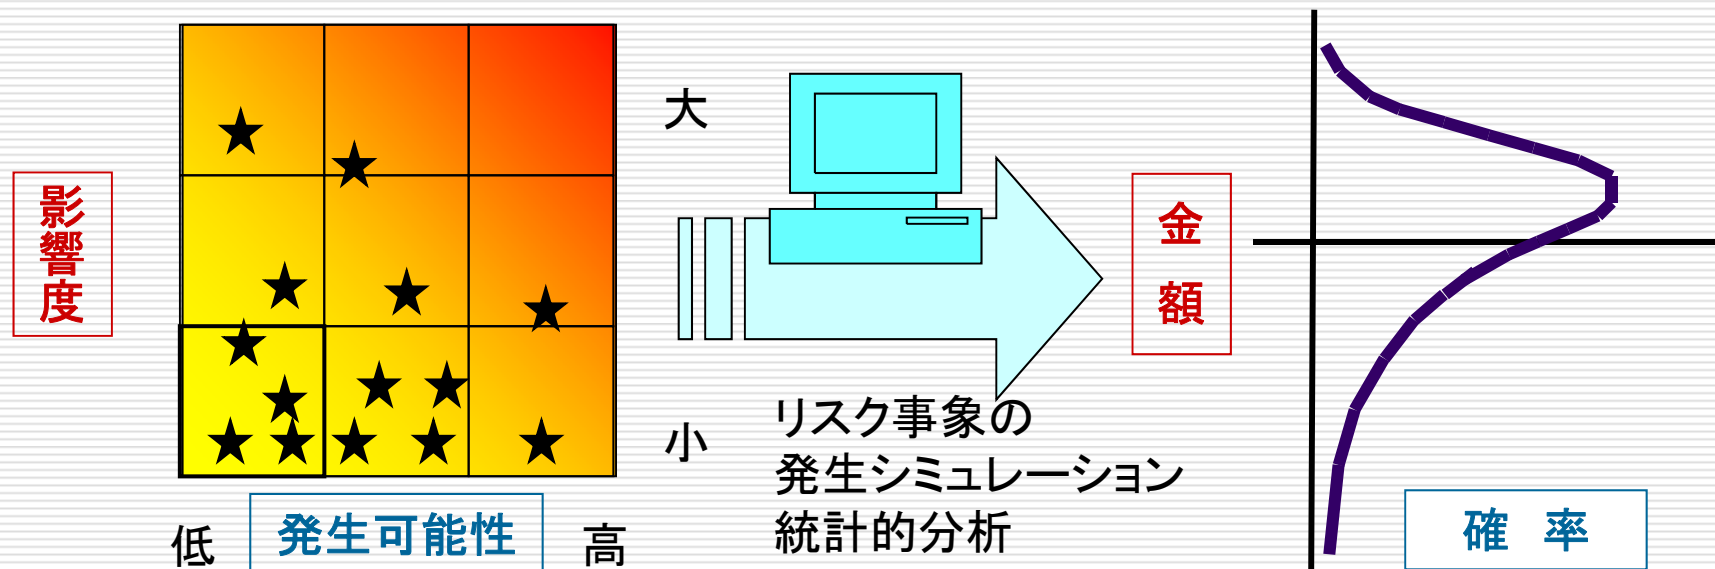 影響度
大
小
低
発生可能性
高
リスク事象の
発生シミュレーション
統計的分析
金額
確 率